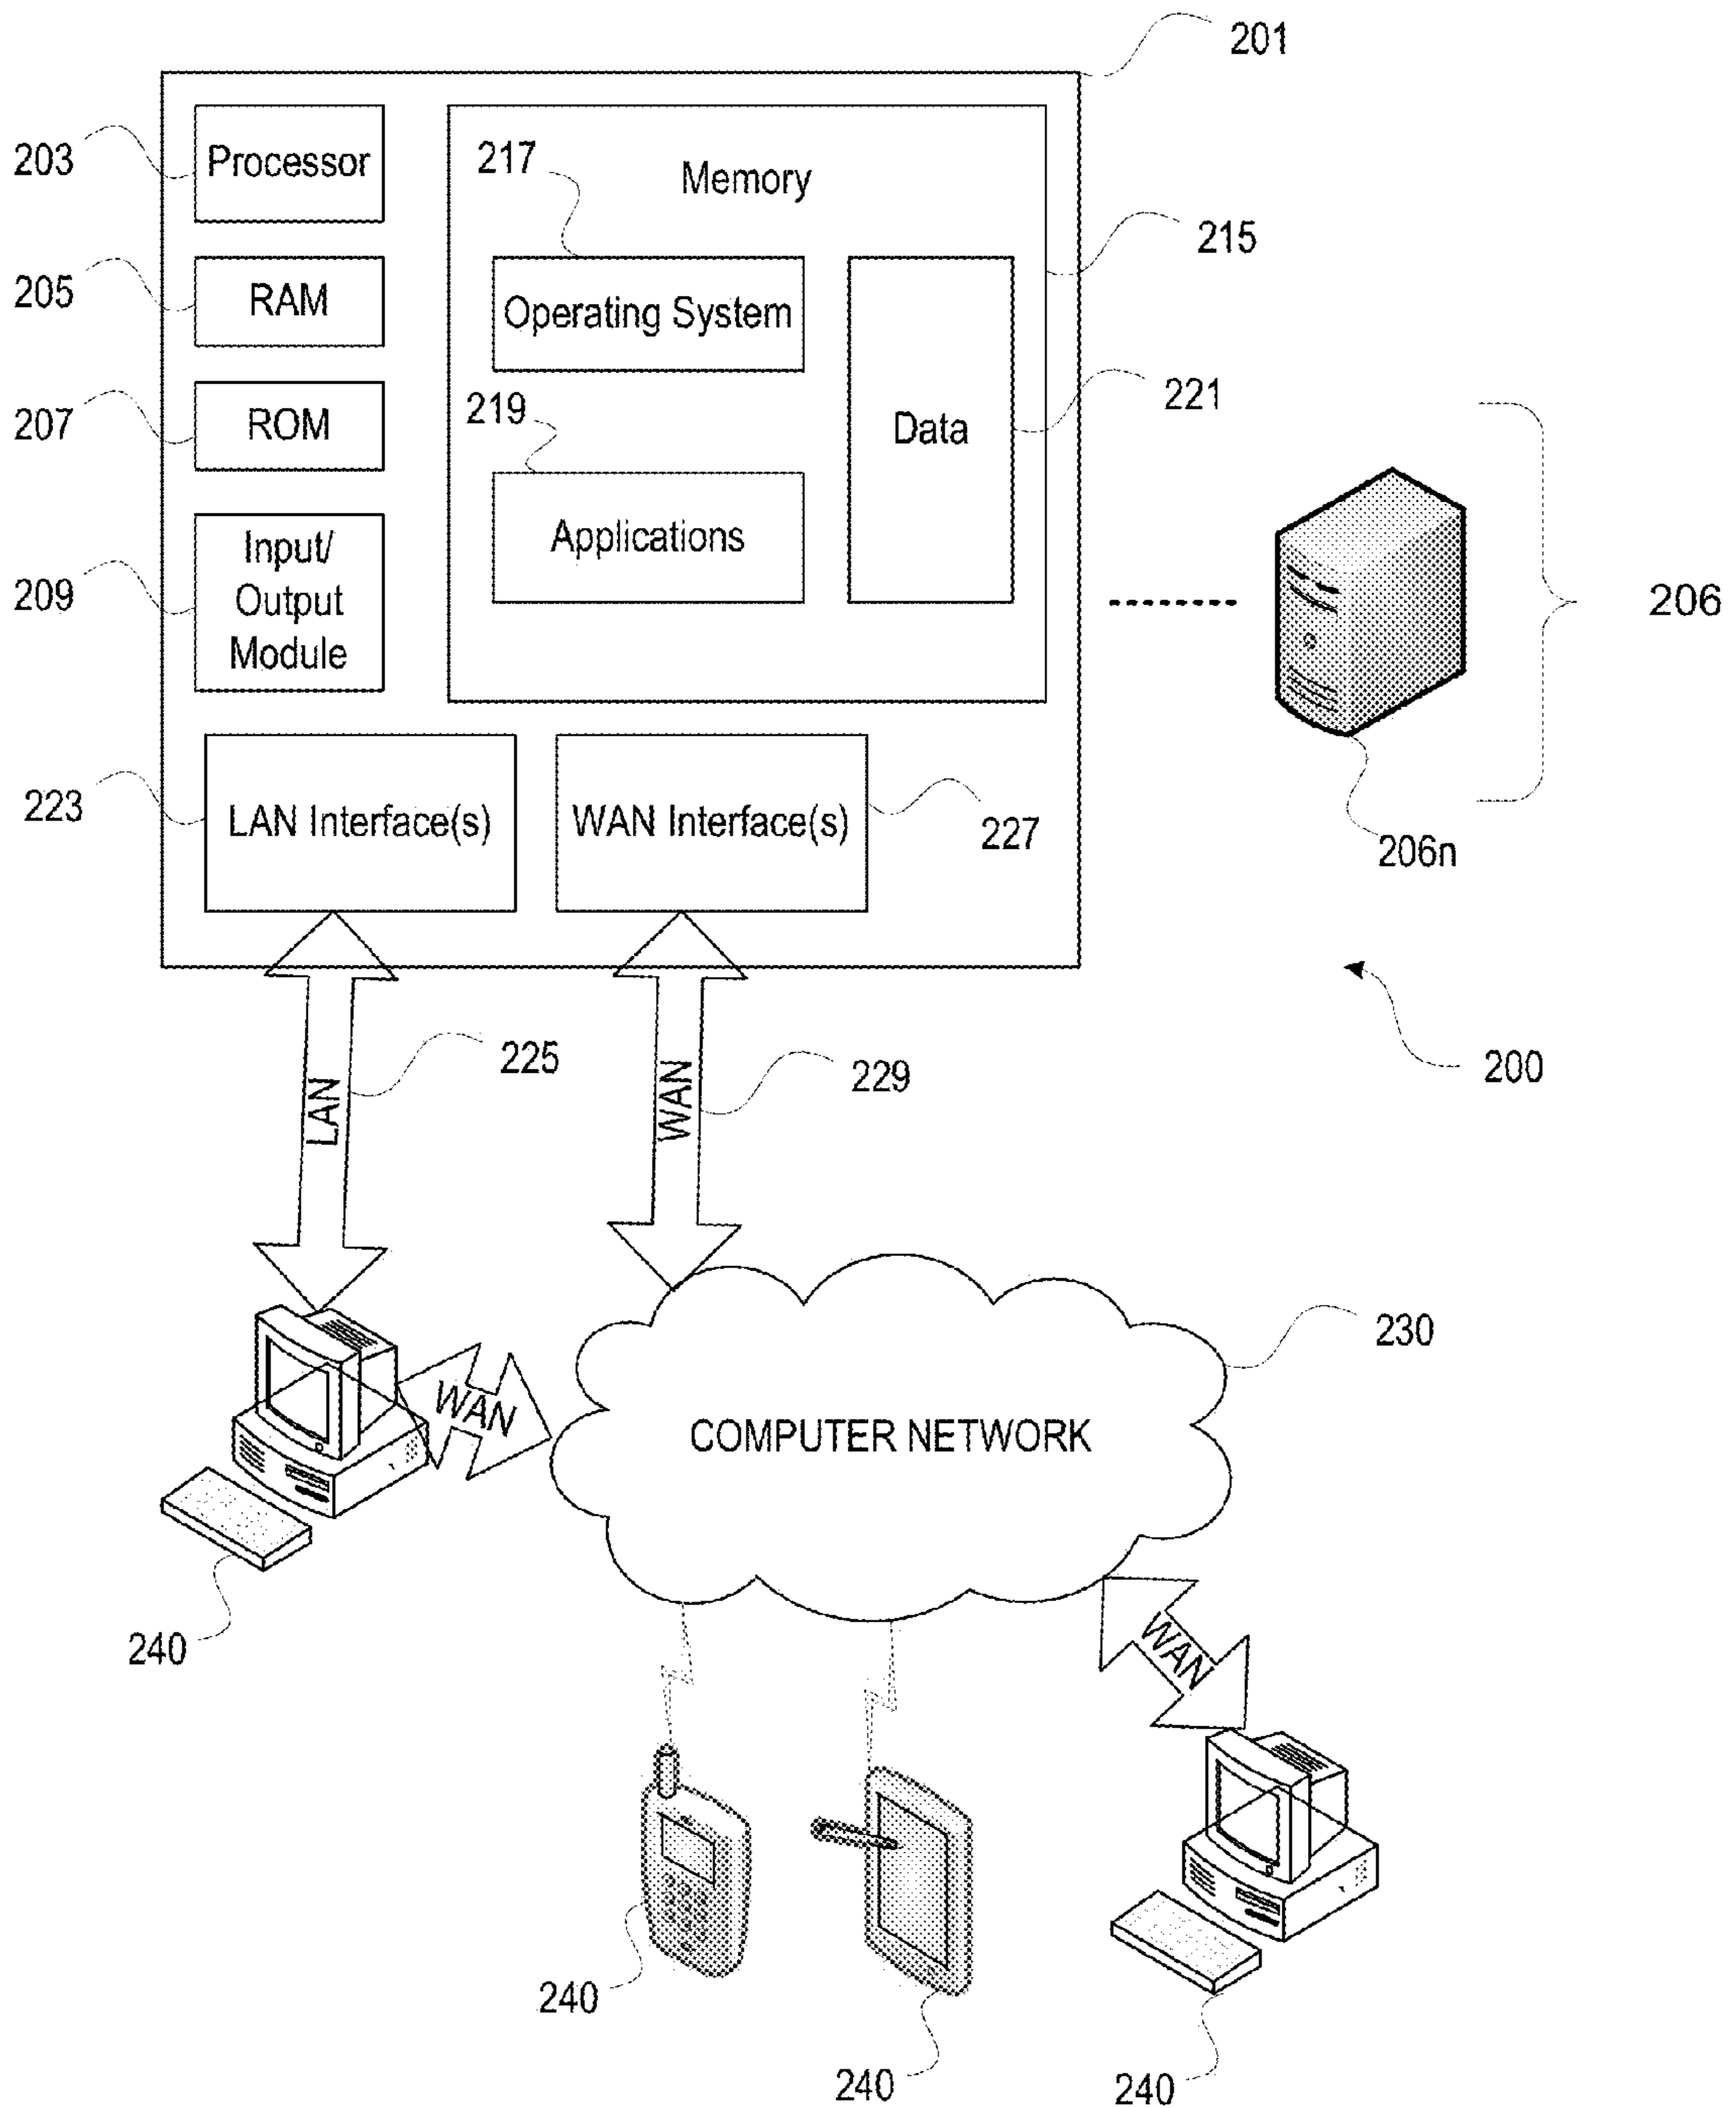 201
203
Processor
217
Memory
215
205
RAM
Operating System
221
207
ROM
219
Data
Applications
206
209
Input/
Output
Module
223
LAN Interface(s)
WAN Interface(s)
227
206n
225
229
200
LAN
WAN
230
WAN
COMPUTER NETWORK
240
WAN
240
240
240